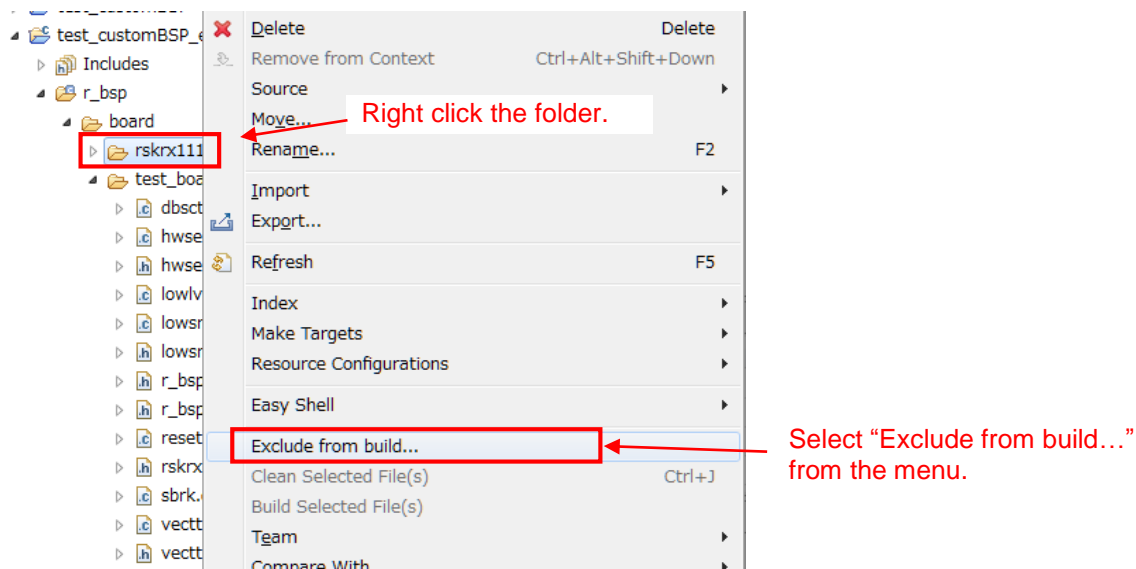 Delete Delete
test_customBSP_e
Remove from Context Ctrl+Alt+Shift+Down
Includes
Source
r_bsp
Right click the folder.
Move...
board
rskrx111
Rename... F2
test_boa
Import
dbsct
Export...
hwse
hwse
Refresh F5
lowlv
Index
lowsr
Make Targets
lowsr
Resource Configurations
r_bsp
Easy Shell
r_bsp
reset
Exclude from build...
Select “Exclude from build…”
from the menu.
rskrx
Clean Selected File(s) Ctrl+J
sbrk.
Build Selected File(s)
vectt
Team
vectt
Compare With